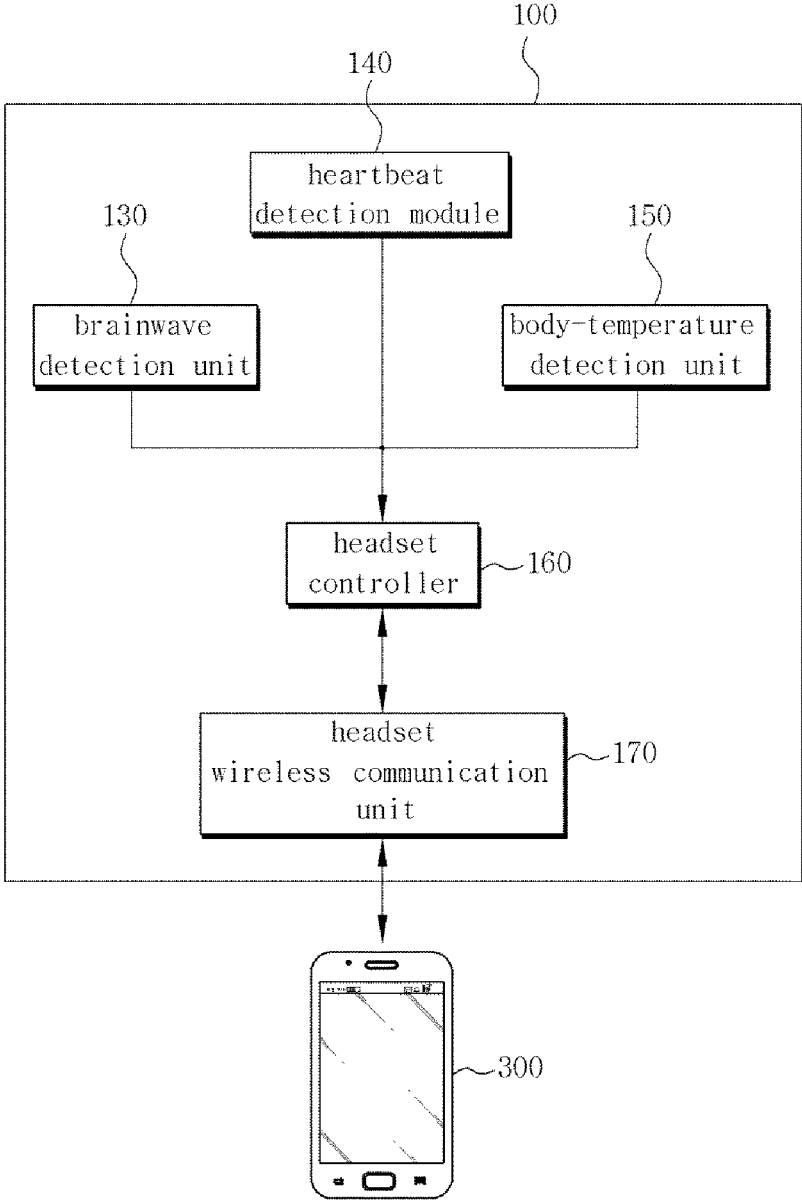 100
140
heartbeat
detection module
130
150
brainwave
detection unit
body-temperature
detection unit
headset
controller
160
headset
wireless communication
unit
170
300